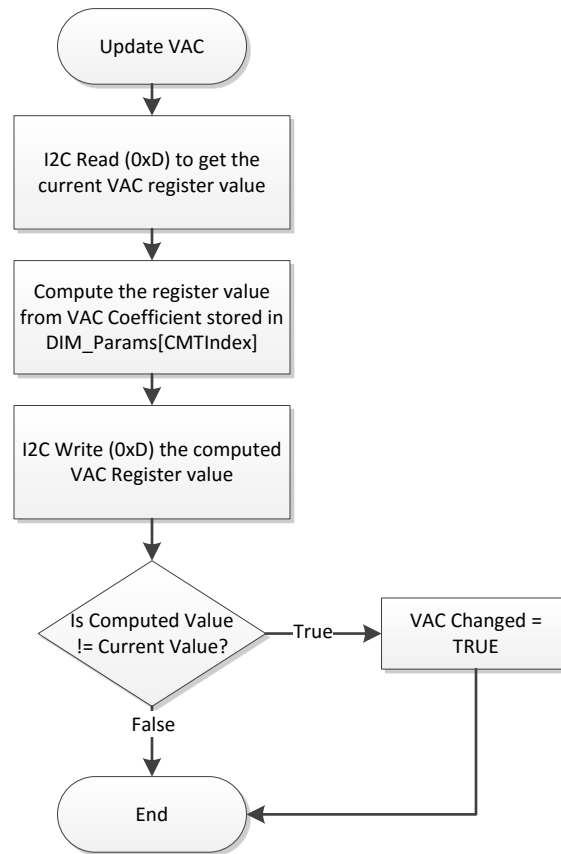 Update VAC
I2C Read (0xD) to get the
current VAC register value
Compute the register value
from VAC Coefficient stored in
DIM_Params[CMTIndex]
I2C Write (0xD) the computed
VAC Register value
Is Computed Value
!= Current Value?
True
VAC Changed =
TRUE
False
End